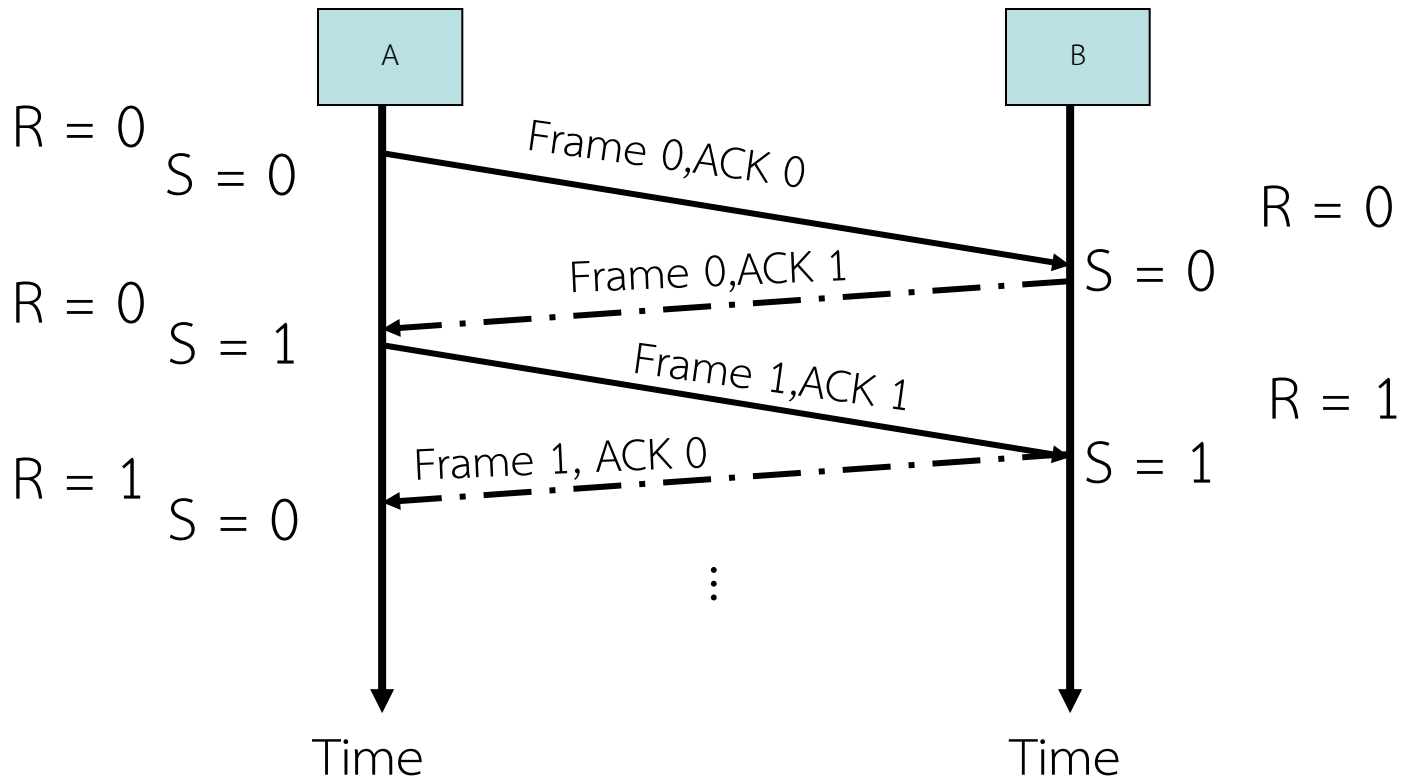 A
B
R = 0
S = 0
Frame 0,ACK 0
R = 0
S = 0
Frame 0,ACK 1
R = 0
S = 1
Frame 1,ACK 1
R = 1
S = 1
Frame 1, ACK 0
R = 1
S = 0
⋮
Time
Time